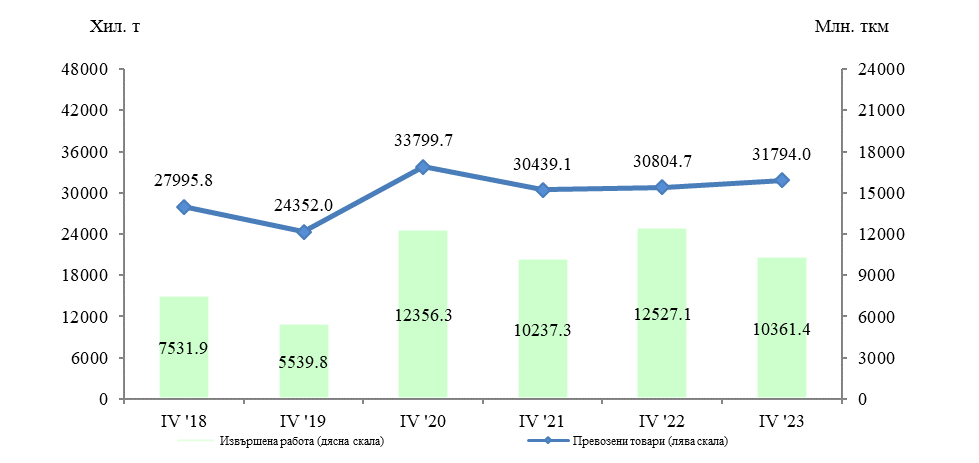 Хил. т Млн. ткм
48000 24000
42000 21000
36000 18000
30000 15000
24000 12000
18000 9000
12000 6000
6000 3000
0 0
27995.8 24352.0 33799.7 30439.1 30804.7 31794.0
7531.9 5539.8 12356.3 10237.3 12527.1 10361.4
IV '18 IV '19 IV '20 IV '21 IV '22 IV '23
Извършена работа (дясна скала) Превозени товари (лява скала)